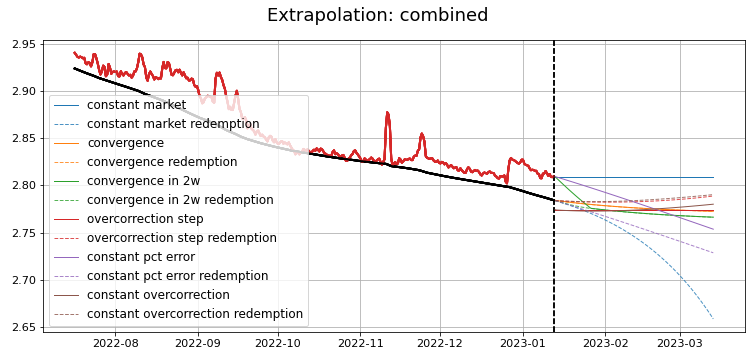 Extrapolation: combined
2.95
2.90
2.85
2.80
2.75
2.70
2.65
constant market
constant market redemption
convergence
convergence redemption
convergence in 2w
convergence in 2w redemption
overcorrection step
overcorrection step redemption
constant pct error
constant pct error redemption
constant overcorrection
constant overcorrection redemption
2022-08 2022-09 2022-10 2022-11 2022-12 2023-01 2023-02 2023-03